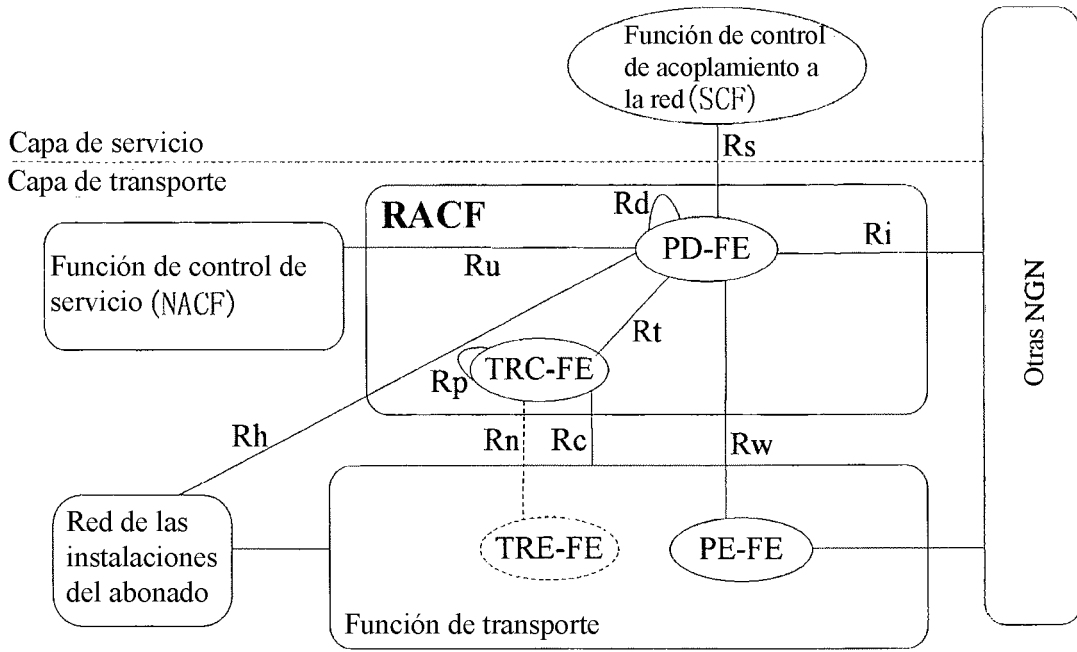 Función de control
de acoplamiento a
la red (SCF)
Capa de servicio
Rs
Capa de transporte
RACF
Rd
PD-FE
Ri
Función de control de
servicio (NACF)
Ru
Rt
TRC-FE
Rp
Rh
Rn
Rc
Rw
Otras NGN
Red de las
instalaciones
del abonado
TRE-FE
PE-FE
Función de transporte